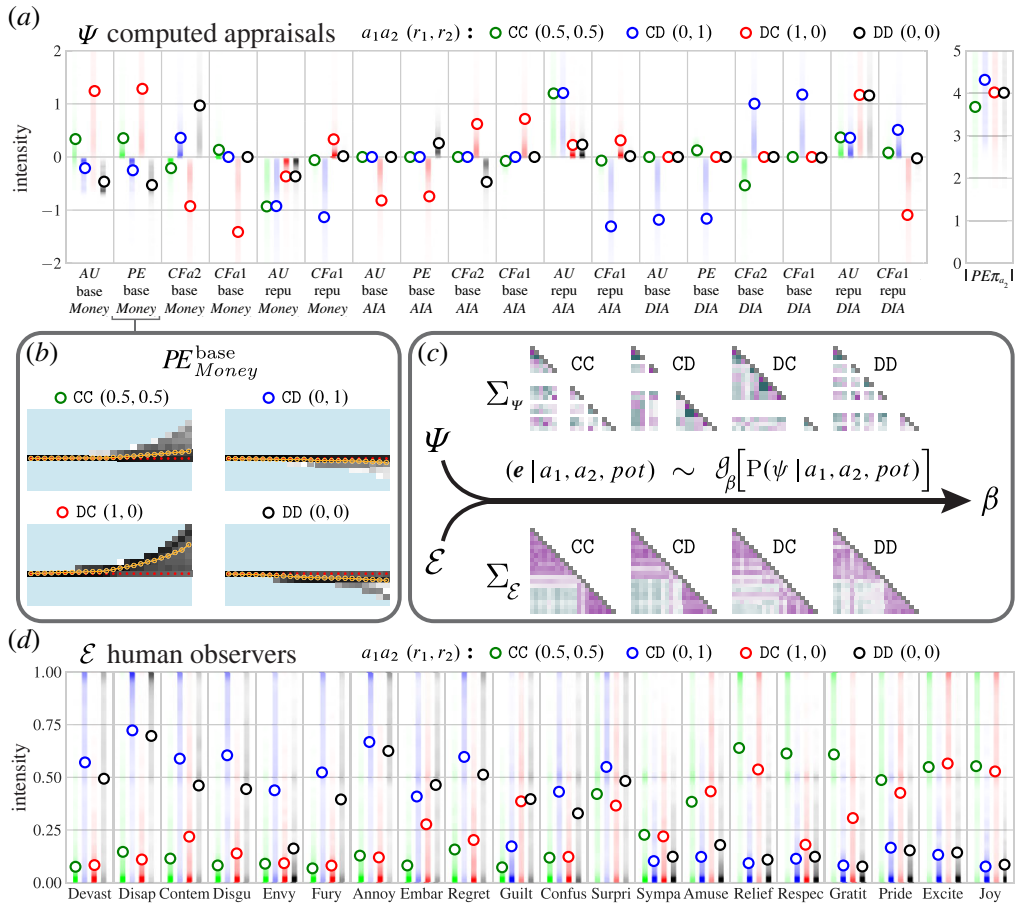 (a) Ψ computed appraisals a₁a₂ (r₁, r₂) : CC (0.5, 0.5) CD (0, 1) DC (1, 0) DD (0, 0)
intensity
2
1
0
−1
−2
5
4
3
2
1
0
AU base Money
PE base Money
CFa2 base Money
CFa1 base Money
AU repu Money
CFa1 repu Money
AU base AIA
PE base AIA
CFa2 base AIA
CFa1 base AIA
AU repu AIA
CFa1 repu AIA
AU base DIA
PE base DIA
CFa2 base DIA
CFa1 base DIA
AU repu DIA
CFa1 repu DIA
|PEπ_{a₂}|
(b) PE^{base}_{Money}
CC (0.5, 0.5) CD (0, 1)
DC (1, 0) DD (0, 0)
(c)
Σ_Ψ CC CD DC DD
Ψ
(e | a₁, a₂, pot) ∼ g_β[P(ψ | a₁, a₂, pot)]
β
ℰ
Σ_ℰ CC CD DC DD
(d) ℰ human observers a₁a₂ (r₁, r₂) : CC (0.5, 0.5) CD (0, 1) DC (1, 0) DD (0, 0)
intensity
1.00
0.75
0.50
0.25
0.00
Devast Disap Contem Disgu Envy Fury Annoy Embar Regret Guilt Confus Surpri Sympa Amuse Relief Respec Gratit Pride Excite Joy